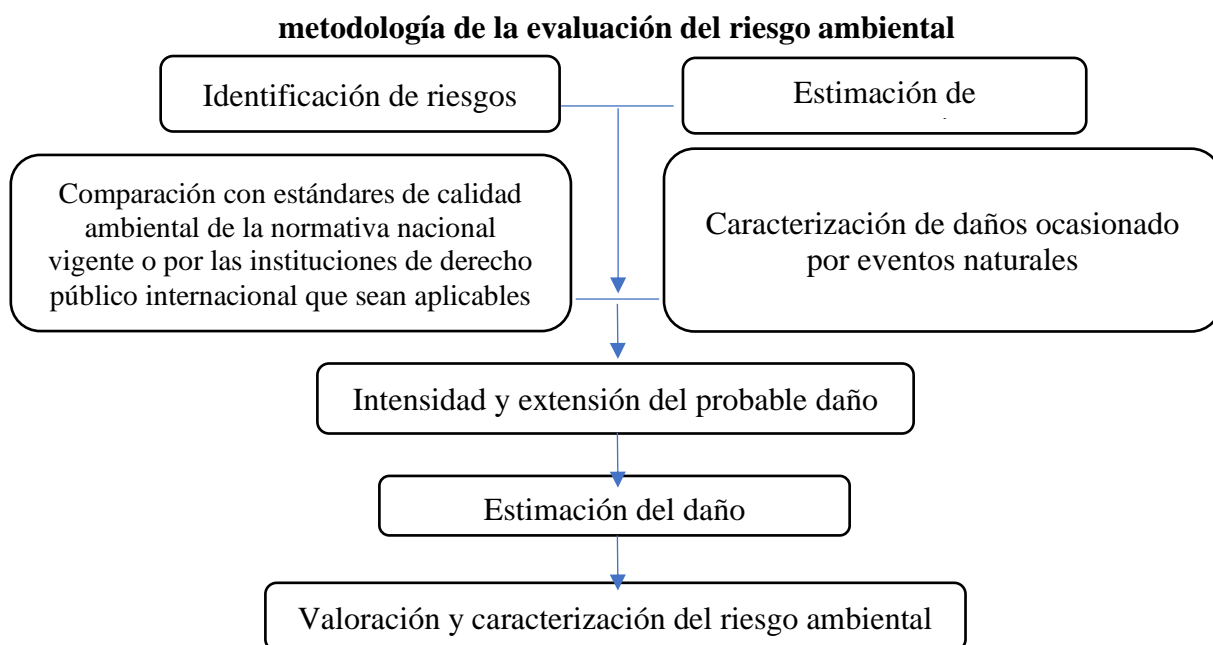 metodología de la evaluación del riesgo ambiental
Identificación de riesgos
Estimación de
Comparación con estándares de calidad
ambiental de la normativa nacional
vigente o por las instituciones de derecho
público internacional que sean aplicables
Caracterización de daños ocasionado
por eventos naturales
Intensidad y extensión del probable daño
Estimación del daño
Valoración y caracterización del riesgo ambiental